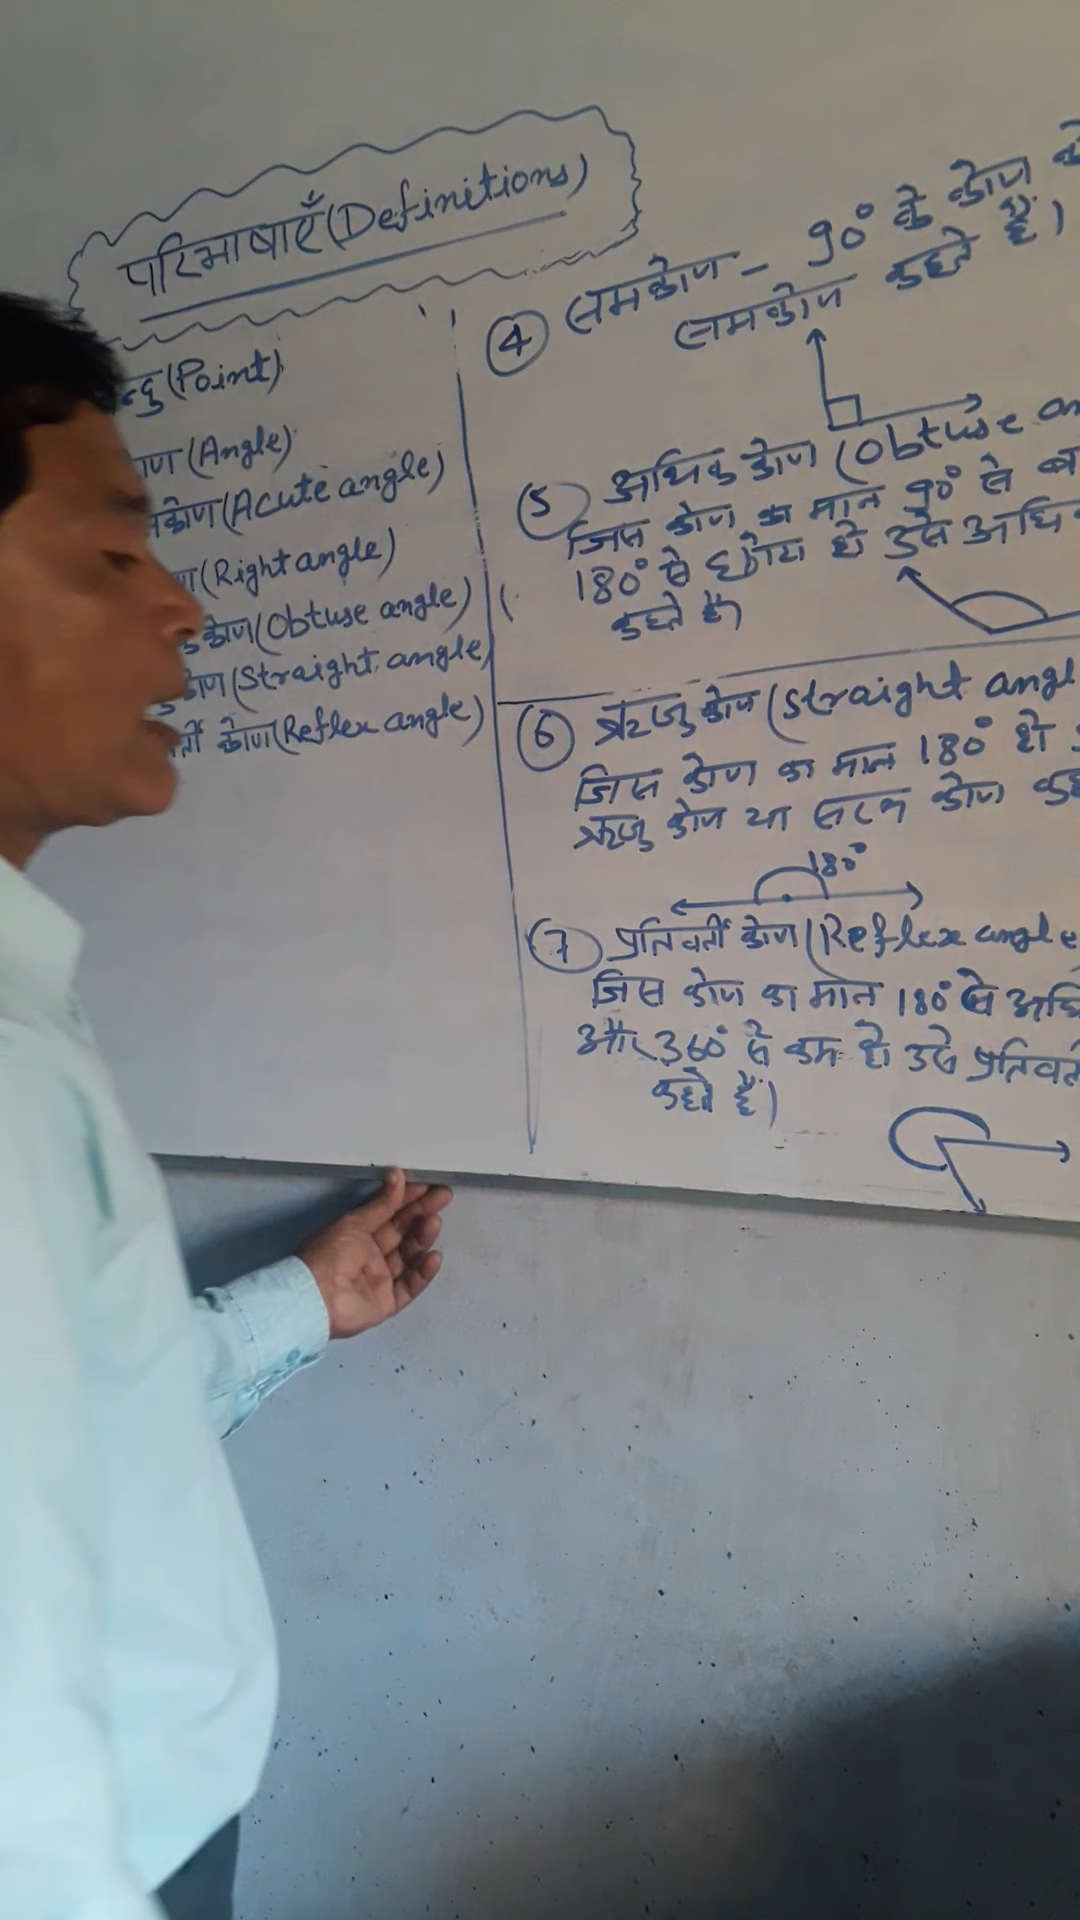 परिभाषाएँ (Definitions)
न्दु (Point)
ोण (Angle)
कोण (Acute angle)
ण (Right angle)
क कोण (Obtuse angle)
ु कोण (Straight angle)
र्ती कोण (Reflex angle)
④ समकोण - 90° के कोण को
समकोण कहते हैं।
⑤ अधिक कोण (Obtuse an
जिस कोण का मान 90° से
180° से छोटा हो उसे अधि
कहते हैं)
⑥ ऋजु कोण (Straight angl
जिस कोण का मान 180° हो
ऋजु कोण या सरल कोण कह
180°
⑦ प्रतिवर्ती कोण (Reflex angle
जिस कोण का मान 180° से अधि
और 360° से कम हो उसे प्रतिवर्त
कहते हैं)